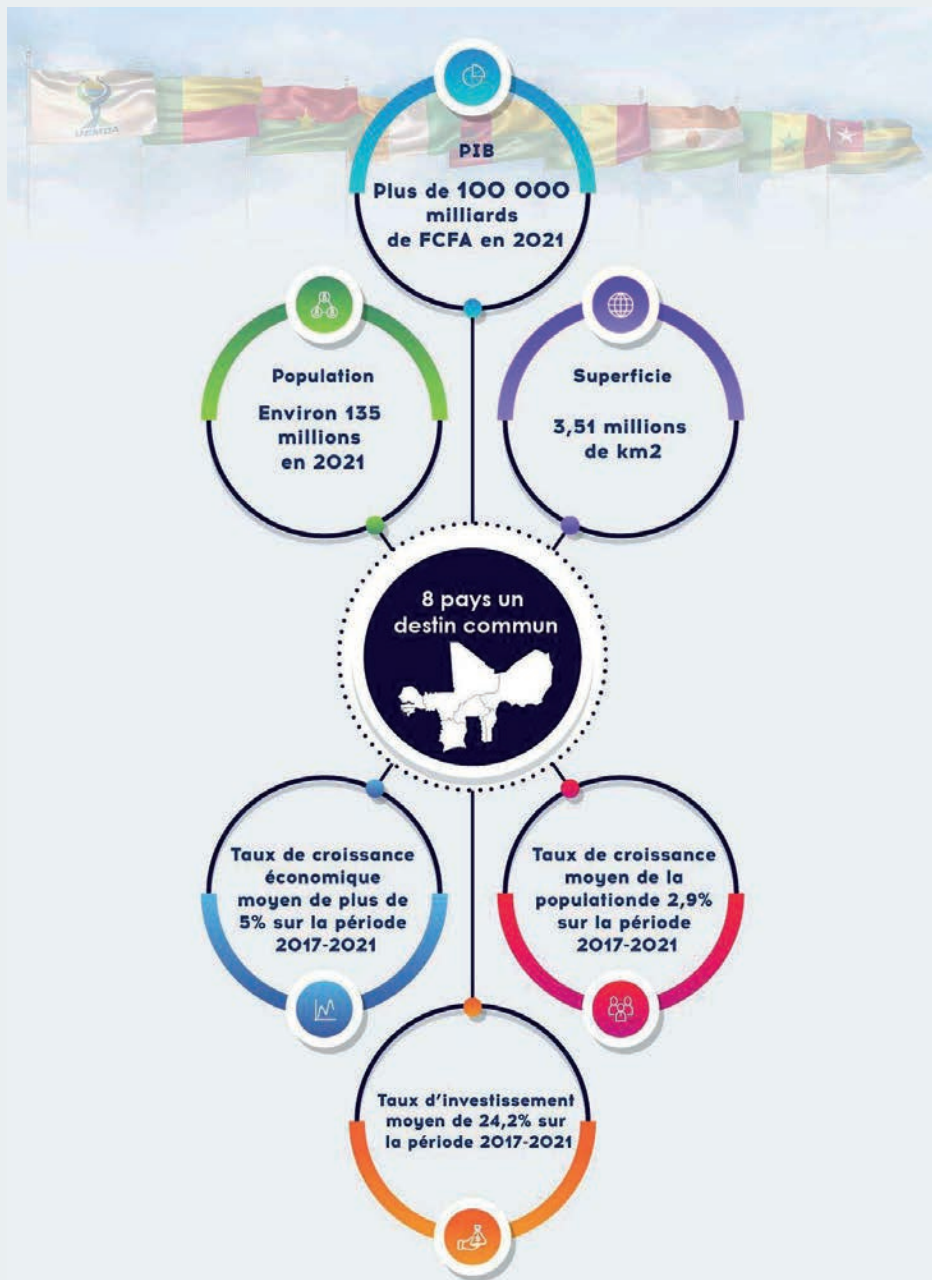 UEMOA
PIB
Plus de 100 000
milliards
de FCFA en 2021
Population
Environ 135
millions
en 2021
Superficie
3,51 millions
de km2
8 pays un
destin commun
Taux de croissance
économique
moyen de plus de
5% sur la période
2017-2021
Taux de croissance
moyen de la
populationde 2,9%
sur la période
2017-2021
Taux d'investissement
moyen de 24,2% sur
la période 2017-2021